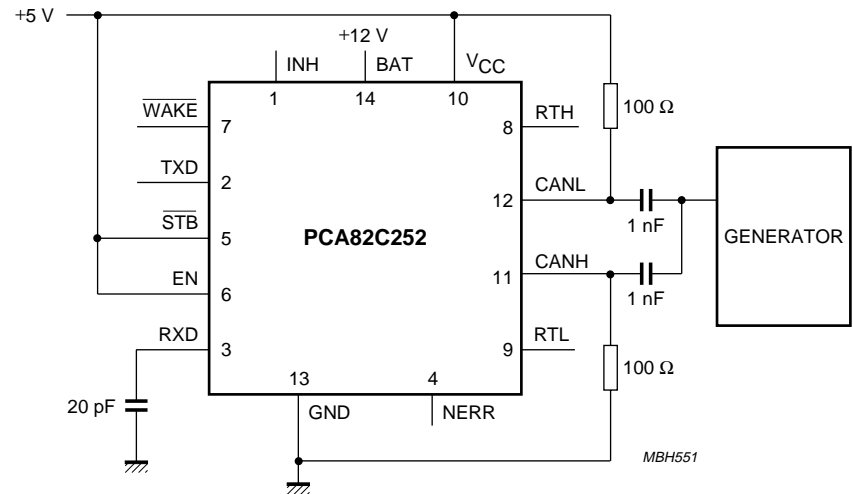 +5 V
+12 V
INH
BAT
VCC
1
14
10
WAKE
7
8
RTH
100 Ω
TXD
2
12
CANL
1 nF
STB
5
PCA82C252
GENERATOR
11
CANH
1 nF
EN
6
RXD
3
9
RTL
100 Ω
20 pF
13
4
GND
NERR
MBH551